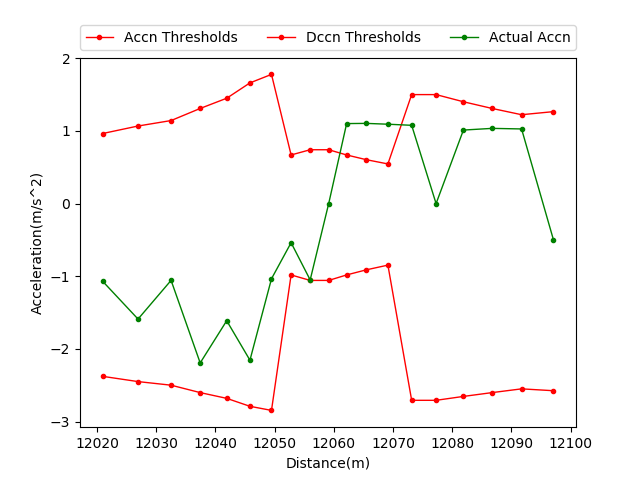 Accn Thresholds Dccn Thresholds Actual Accn
2
1
0
−1
−2
−3
Acceleration(m/s^2)
12020 12030 12040 12050 12060 12070 12080 12090 12100
Distance(m)